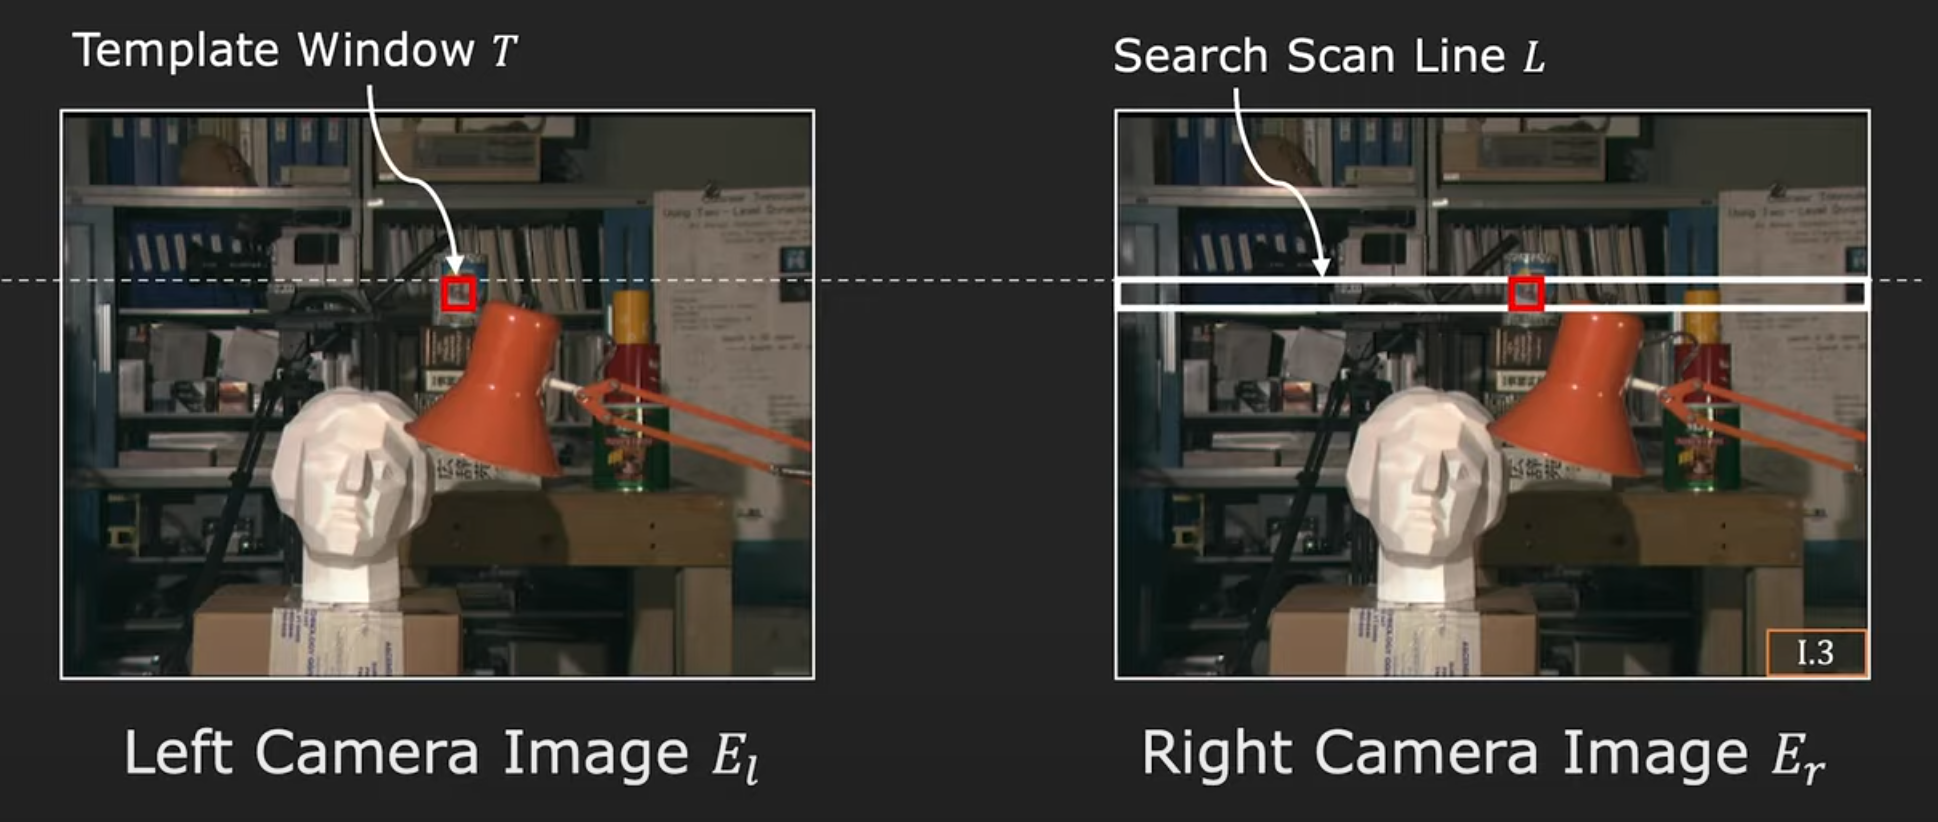 Template Window T
Search Scan Line L
I.3
Left Camera Image E_l
Right Camera Image E_r